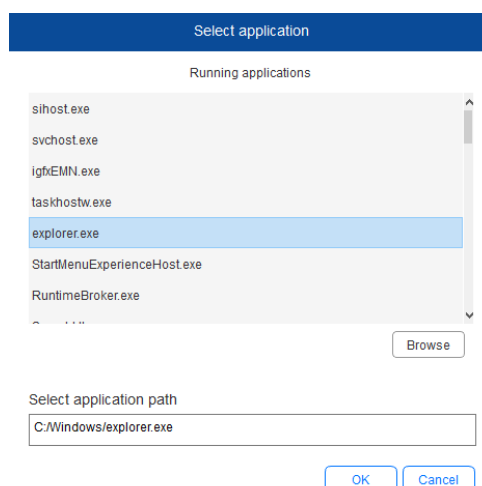 Select application
Running applications
sihost.exe
svchost.exe
igfxEMN.exe
taskhostw.exe
explorer.exe
StartMenuExperienceHost.exe
RuntimeBroker.exe
Browse
Select application path
C:/Windows/explorer.exe
OK Cancel